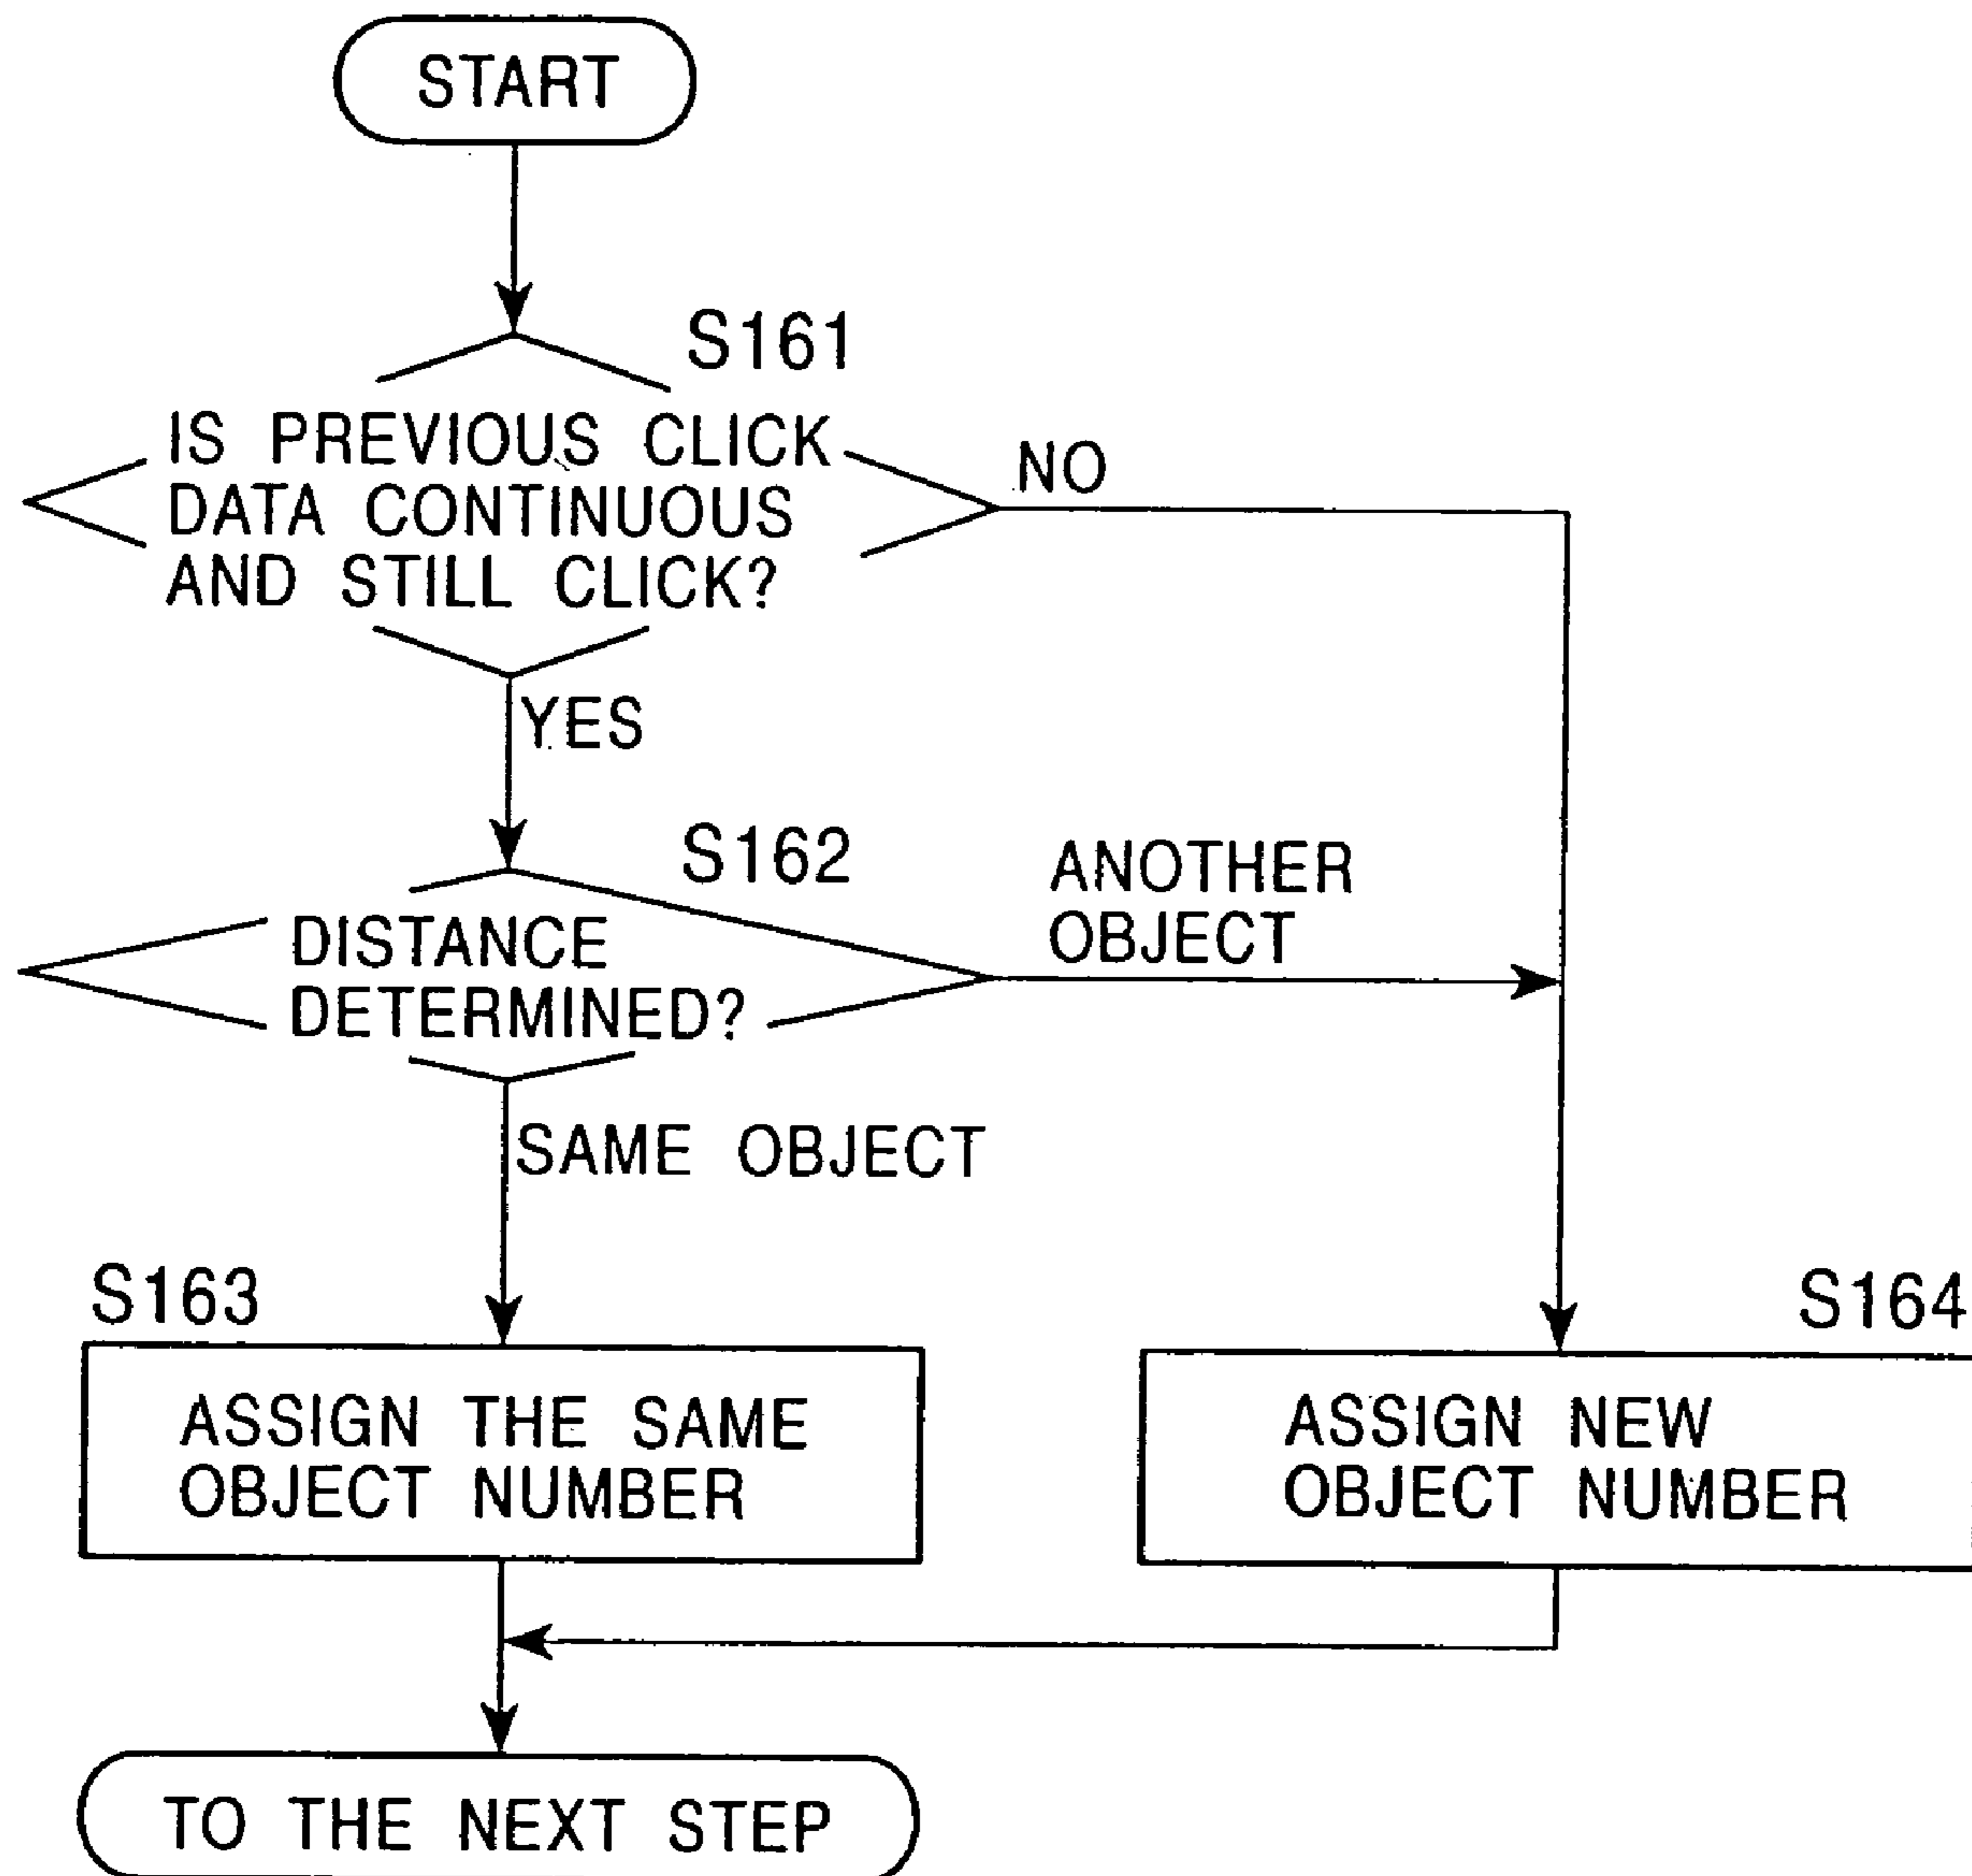 START
S161
IS PREVIOUS CLICK
DATA CONTINUOUS
AND STILL CLICK?
NO
YES
S162
DISTANCE
DETERMINED?
ANOTHER
OBJECT
SAME OBJECT
S163
ASSIGN THE SAME
OBJECT NUMBER
S164
ASSIGN NEW
OBJECT NUMBER
TO THE NEXT STEP